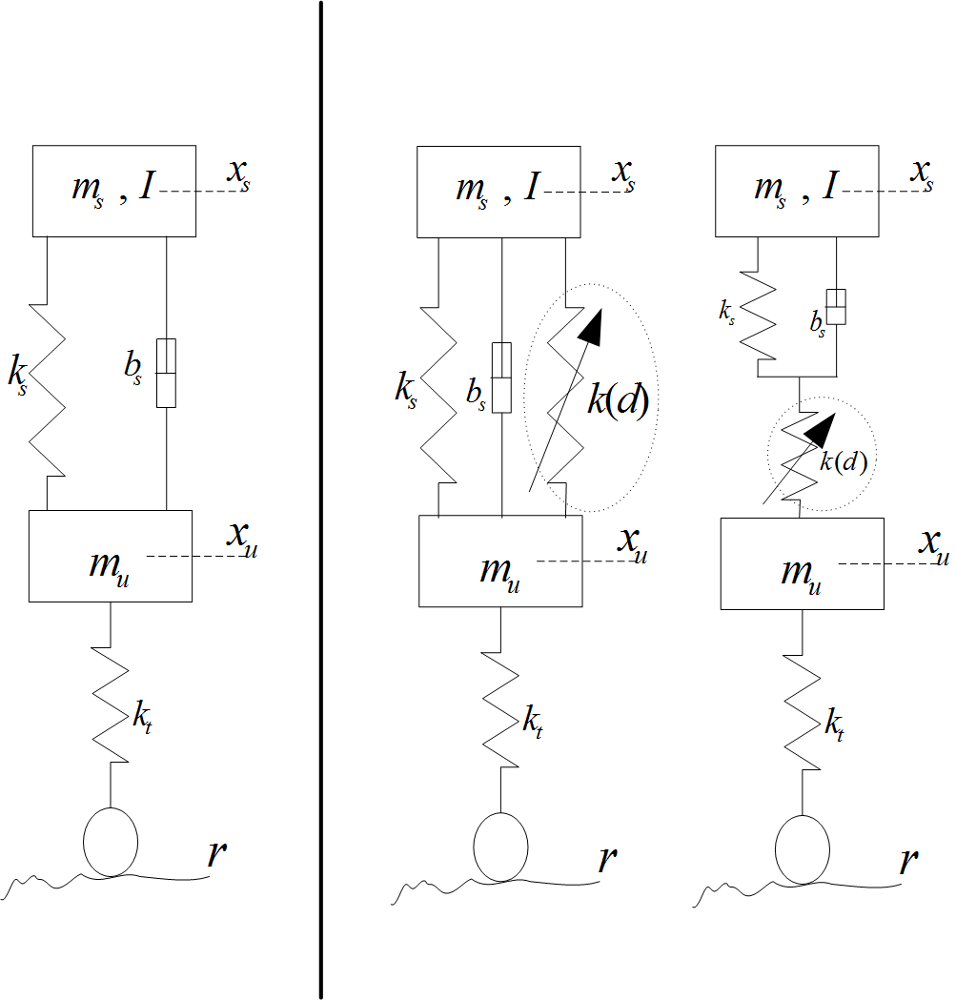 m_s , I
x_s
k_s
b_s
x_u
m_u
k_t
r
m_s , I
x_s
k_s
b_s
k(d)
x_u
m_u
k_t
r
m_s , I
x_s
k_s
b_s
k(d)
x_u
m_u
k_t
r